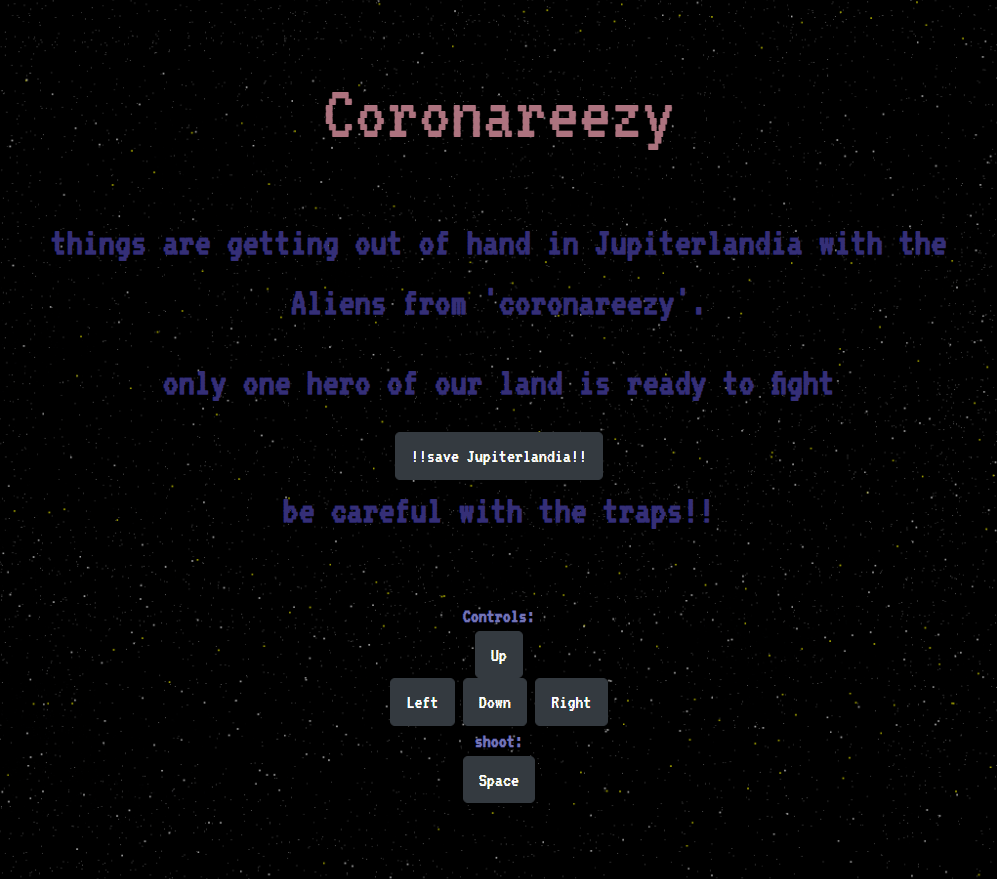 Coronareezy
things are getting out of hand in Jupiterlandia with the
Aliens from 'coronareezy'.
only one hero of our land is ready to fight
!!save Jupiterlandia!!
be careful with the traps!!
Controls:
Up
Left Down Right
shoot:
Space